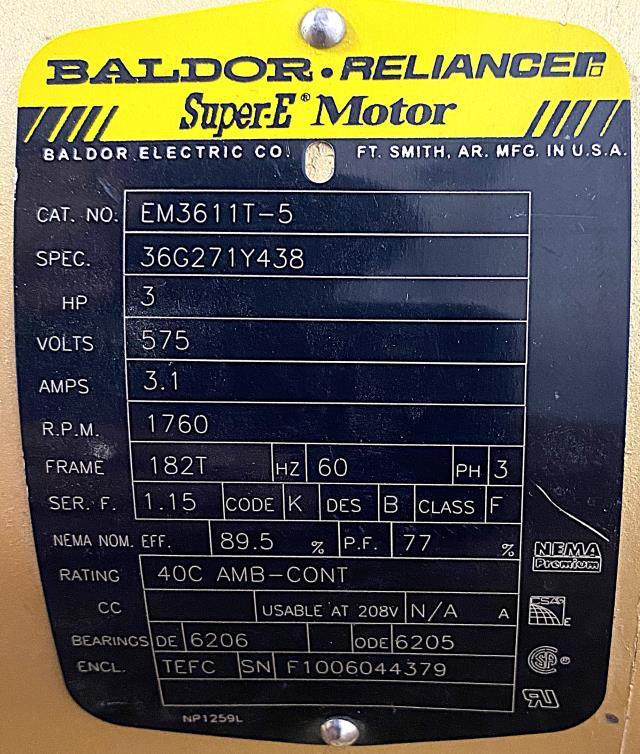 BALDOR • RELIANCER
Super-E® Motor
BALDOR ELECTRIC CO. FT. SMITH, AR. MFG. IN U.S.A.
CAT. NO. EM3611T-5
SPEC. 36G271Y438
HP 3
VOLTS 575
AMPS 3.1
R.P.M. 1760
FRAME 182T HZ 60 PH 3
SER. F. 1.15 CODE K DES B CLASS F
NEMA NOM. EFF. 89.5 % P.F. 77 %
NEMA
Premium
RATING 40C AMB-CONT
CC USABLE AT 208V N/A A
BEARINGS DE 6206 ODE 6205
ENCL. TEFC SN F1006044379
NP1259L